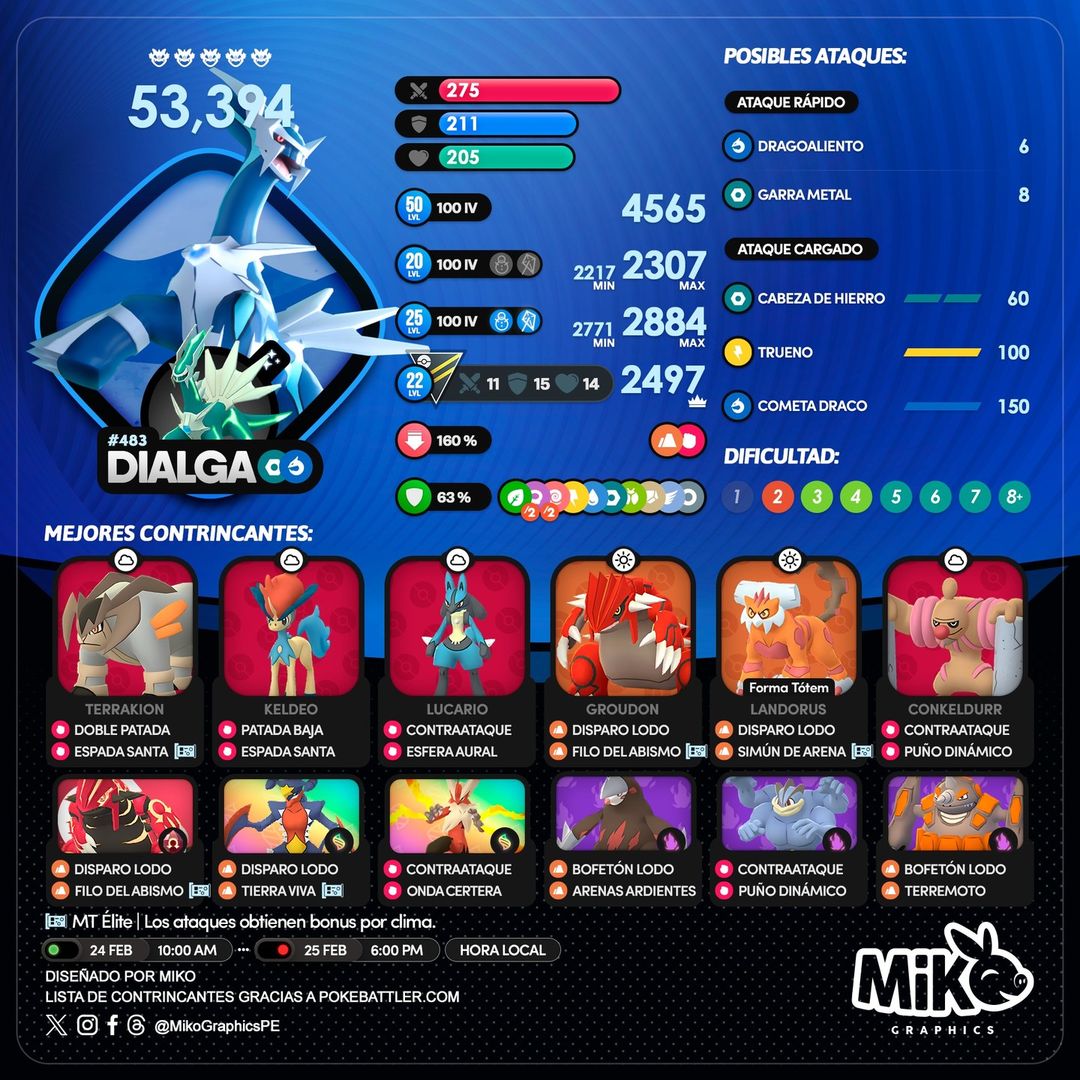 53,394
275
211
205
50 LVL 100 IV 4565
20 LVL 100 IV 2217 MIN 2307 MAX
25 LVL 100 IV 2771 MIN 2884 MAX
22 LVL 11 15 14 2497
160 %
63 %
/2 /2
#483
DIALGA
POSIBLES ATAQUES:
ATAQUE RÁPIDO
DRAGOALIENTO 6
GARRA METAL 8
ATAQUE CARGADO
CABEZA DE HIERRO 60
TRUENO 100
COMETA DRACO 150
DIFICULTAD:
1 2 3 4 5 6 7 8+
MEJORES CONTRINCANTES:
TERRAKION
DOBLE PATADA
ESPADA SANTA
KELDEO
PATADA BAJA
ESPADA SANTA
LUCARIO
CONTRAATAQUE
ESFERA AURAL
GROUDON
DISPARO LODO
FILO DEL ABISMO
Forma Tótem
LANDORUS
DISPARO LODO
SIMÚN DE ARENA
CONKELDURR
CONTRAATAQUE
PUÑO DINÁMICO
DISPARO LODO
FILO DEL ABISMO
DISPARO LODO
TIERRA VIVA
CONTRAATAQUE
ONDA CERTERA
BOFETÓN LODO
ARENAS ARDIENTES
CONTRAATAQUE
PUÑO DINÁMICO
BOFETÓN LODO
TERREMOTO
MT Élite | Los ataques obtienen bonus por clima.
24 FEB 10:00 AM ••• 25 FEB 6:00 PM HORA LOCAL
DISEÑADO POR MIKO
LISTA DE CONTRINCANTES GRACIAS A POKEBATTLER.COM
@MikoGraphicsPE
MiKO
GRAPHICS